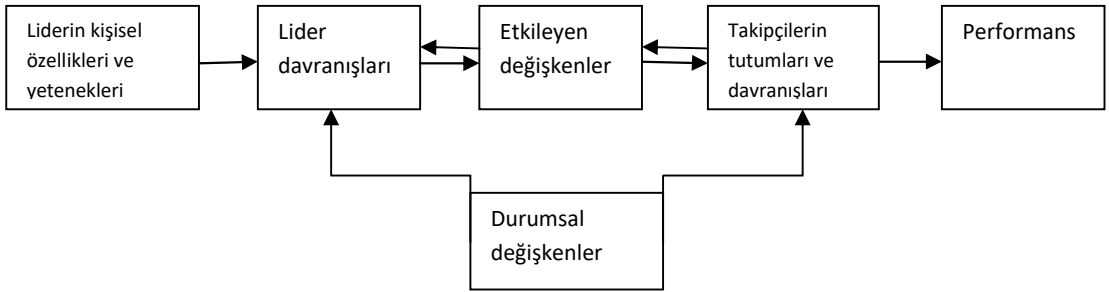 Liderin kişisel
özellikleri ve
yetenekleri
Lider
davranışları
Etkileyen
değişkenler
Takipçilerin
tutumları ve
davranışları
Performans
Durumsal
değişkenler